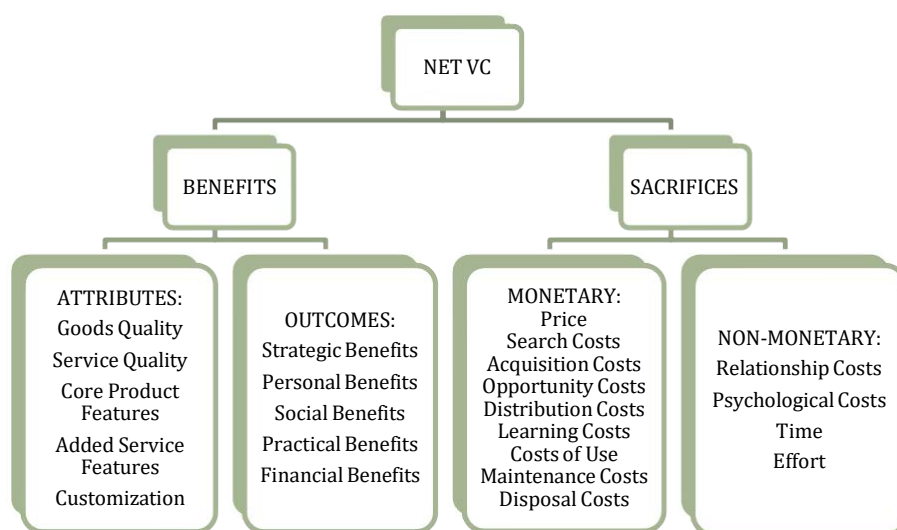 NET VC
BENEFITS
SACRIFICES
ATTRIBUTES:
Goods Quality
Service Quality
Core Product
Features
Added Service
Features
Customization
OUTCOMES:
Strategic Benefits
Personal Benefits
Social Benefits
Practical Benefits
Financial Benefits
MONETARY:
Price
Search Costs
Acquisition Costs
Opportunity Costs
Distribution Costs
Learning Costs
Costs of Use
Maintenance Costs
Disposal Costs
NON-MONETARY:
Relationship Costs
Psychological Costs
Time
Effort